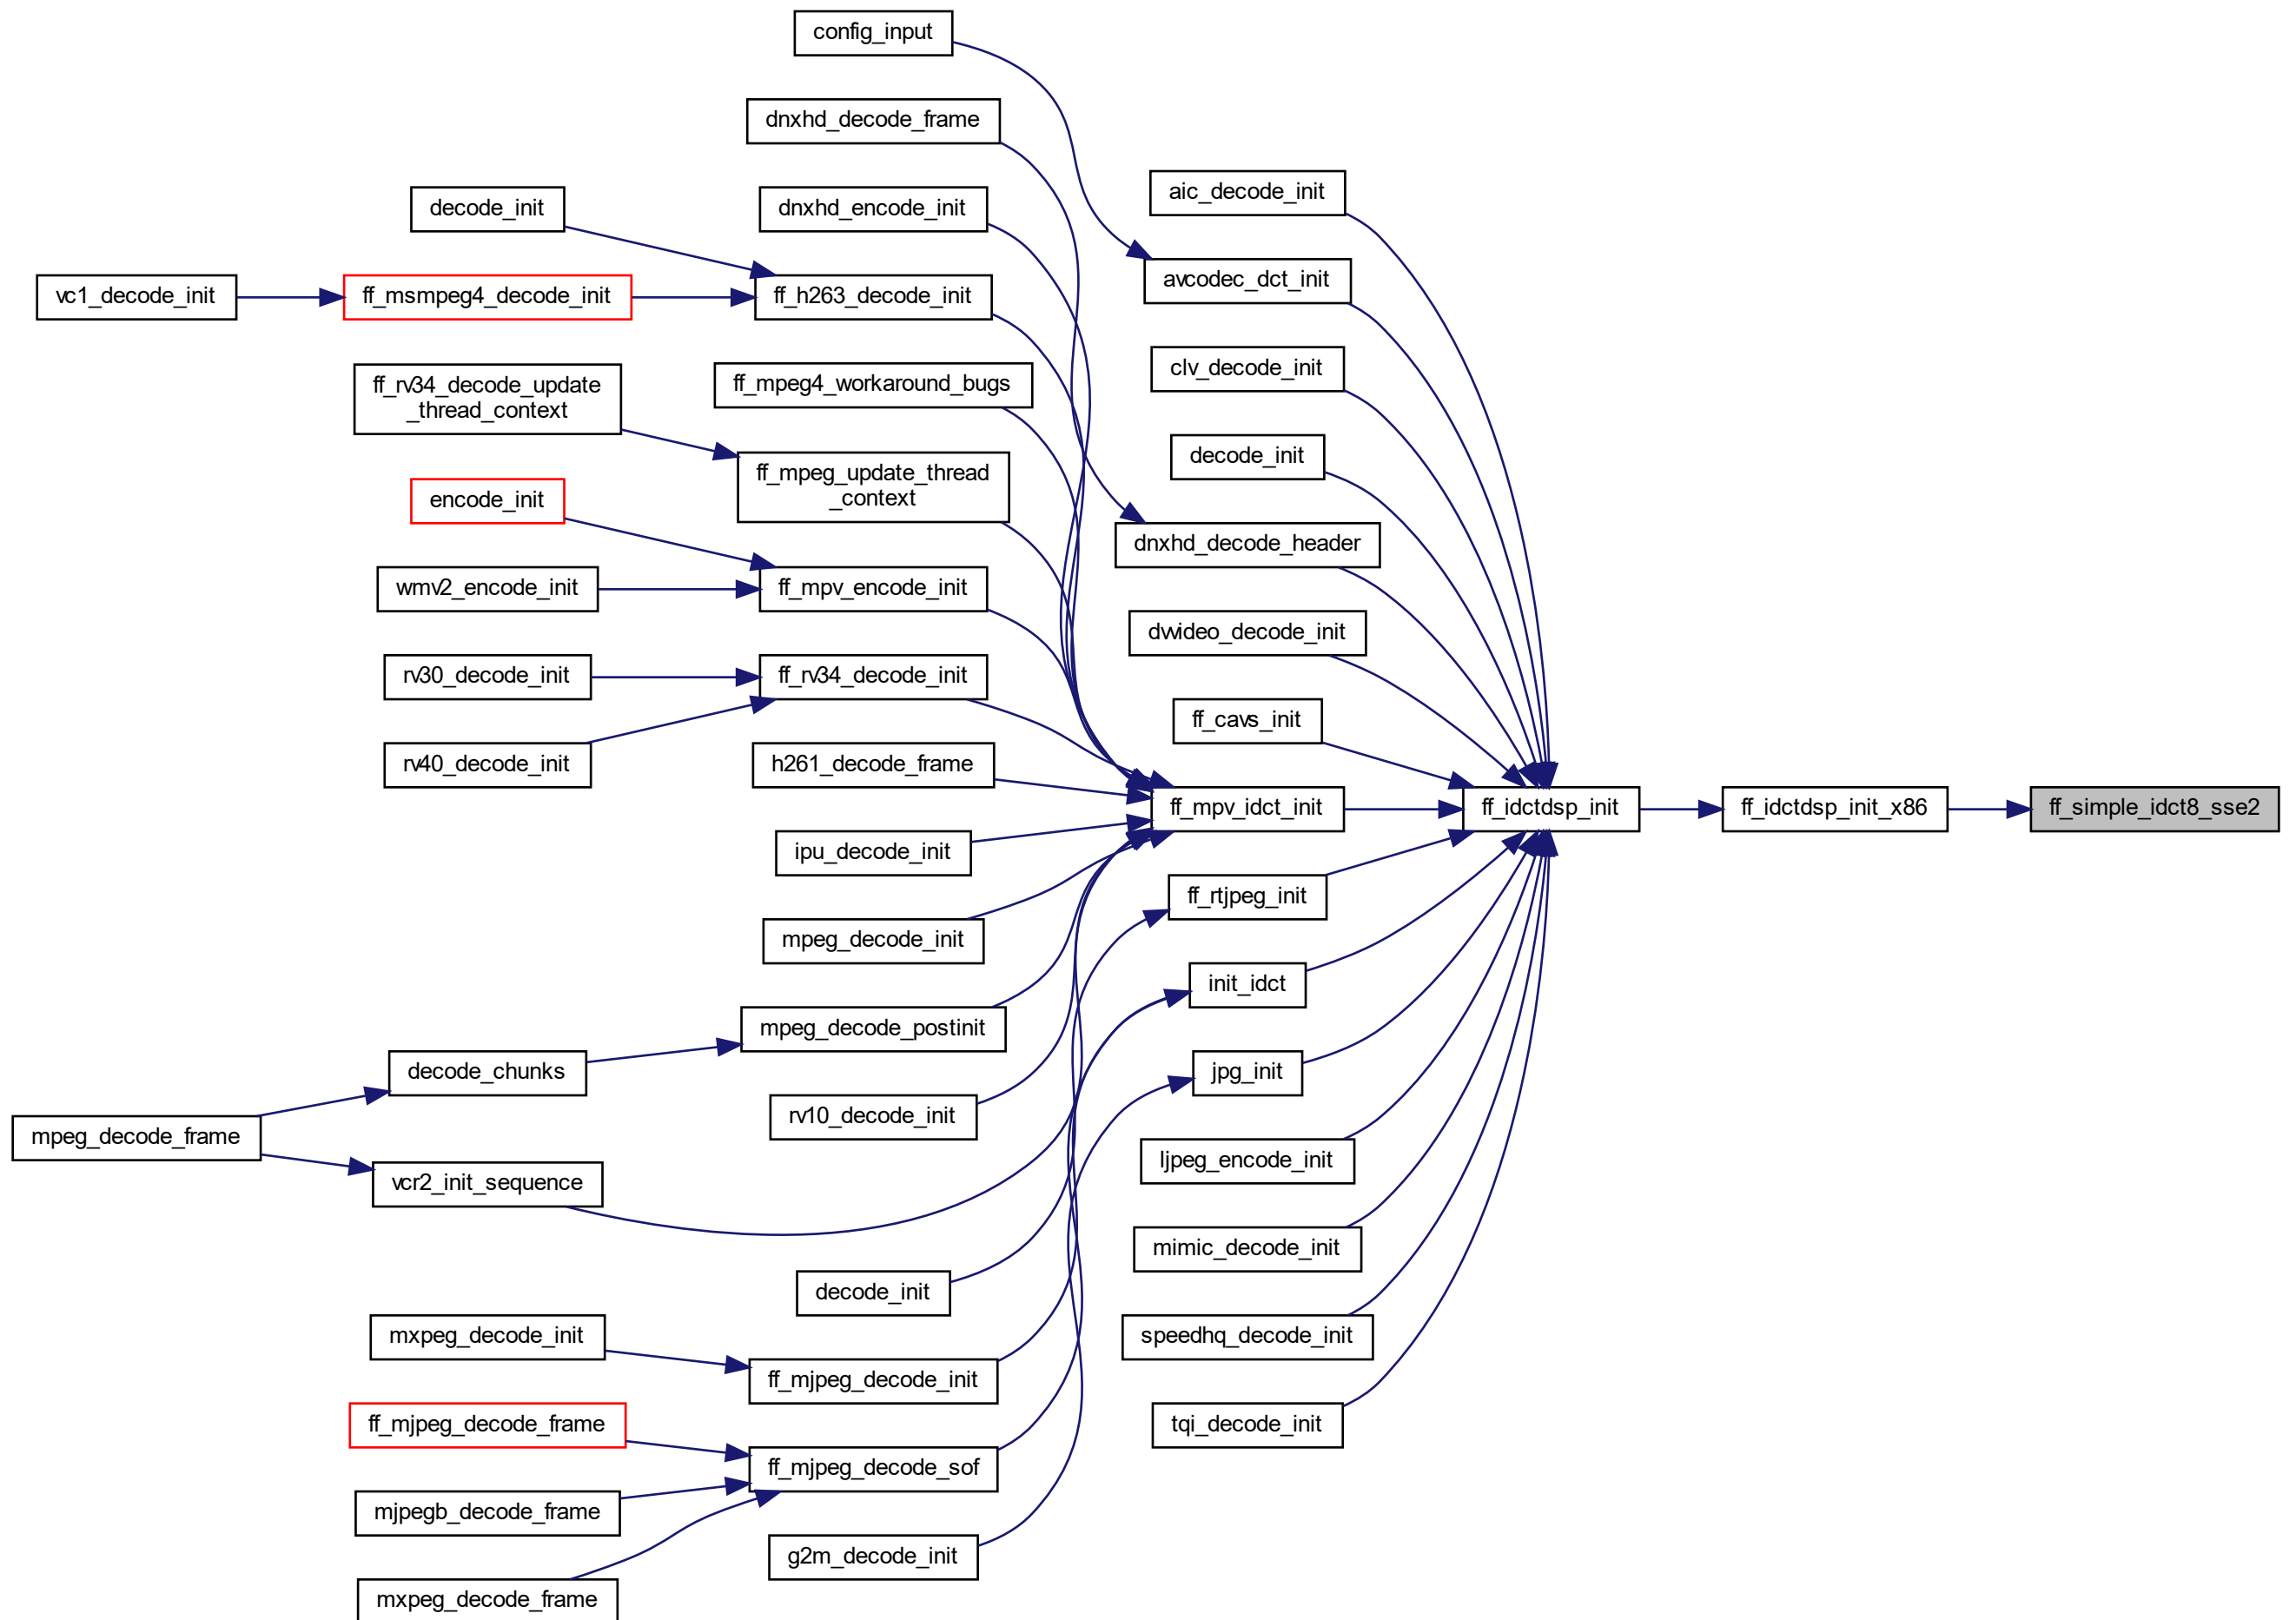 config_input
dnxhd_decode_frame
aic_decode_init
decode_init
dnxhd_encode_init
avcodec_dct_init
vc1_decode_init
ff_msmpeg4_decode_init
ff_h263_decode_init
clv_decode_init
ff_rv34_decode_update
_thread_context
ff_mpeg4_workaround_bugs
decode_init
ff_mpeg_update_thread
_context
encode_init
dnxhd_decode_header
wmv2_encode_init
ff_mpv_encode_init
dwideo_decode_init
rv30_decode_init
ff_rv34_decode_init
ff_cavs_init
rv40_decode_init
h261_decode_frame
ff_mpv_idct_init
ff_idctdsp_init
ff_idctdsp_init_x86
ff_simple_idct8_sse2
ipu_decode_init
ff_rtjpeg_init
mpeg_decode_init
init_idct
mpeg_decode_postinit
decode_chunks
jpg_init
rv10_decode_init
mpeg_decode_frame
ljpeg_encode_init
vcr2_init_sequence
mimic_decode_init
decode_init
mxpeg_decode_init
speedhq_decode_init
ff_mjpeg_decode_init
ff_mjpeg_decode_frame
tqi_decode_init
ff_mjpeg_decode_sof
mjpegb_decode_frame
g2m_decode_init
mxpeg_decode_frame